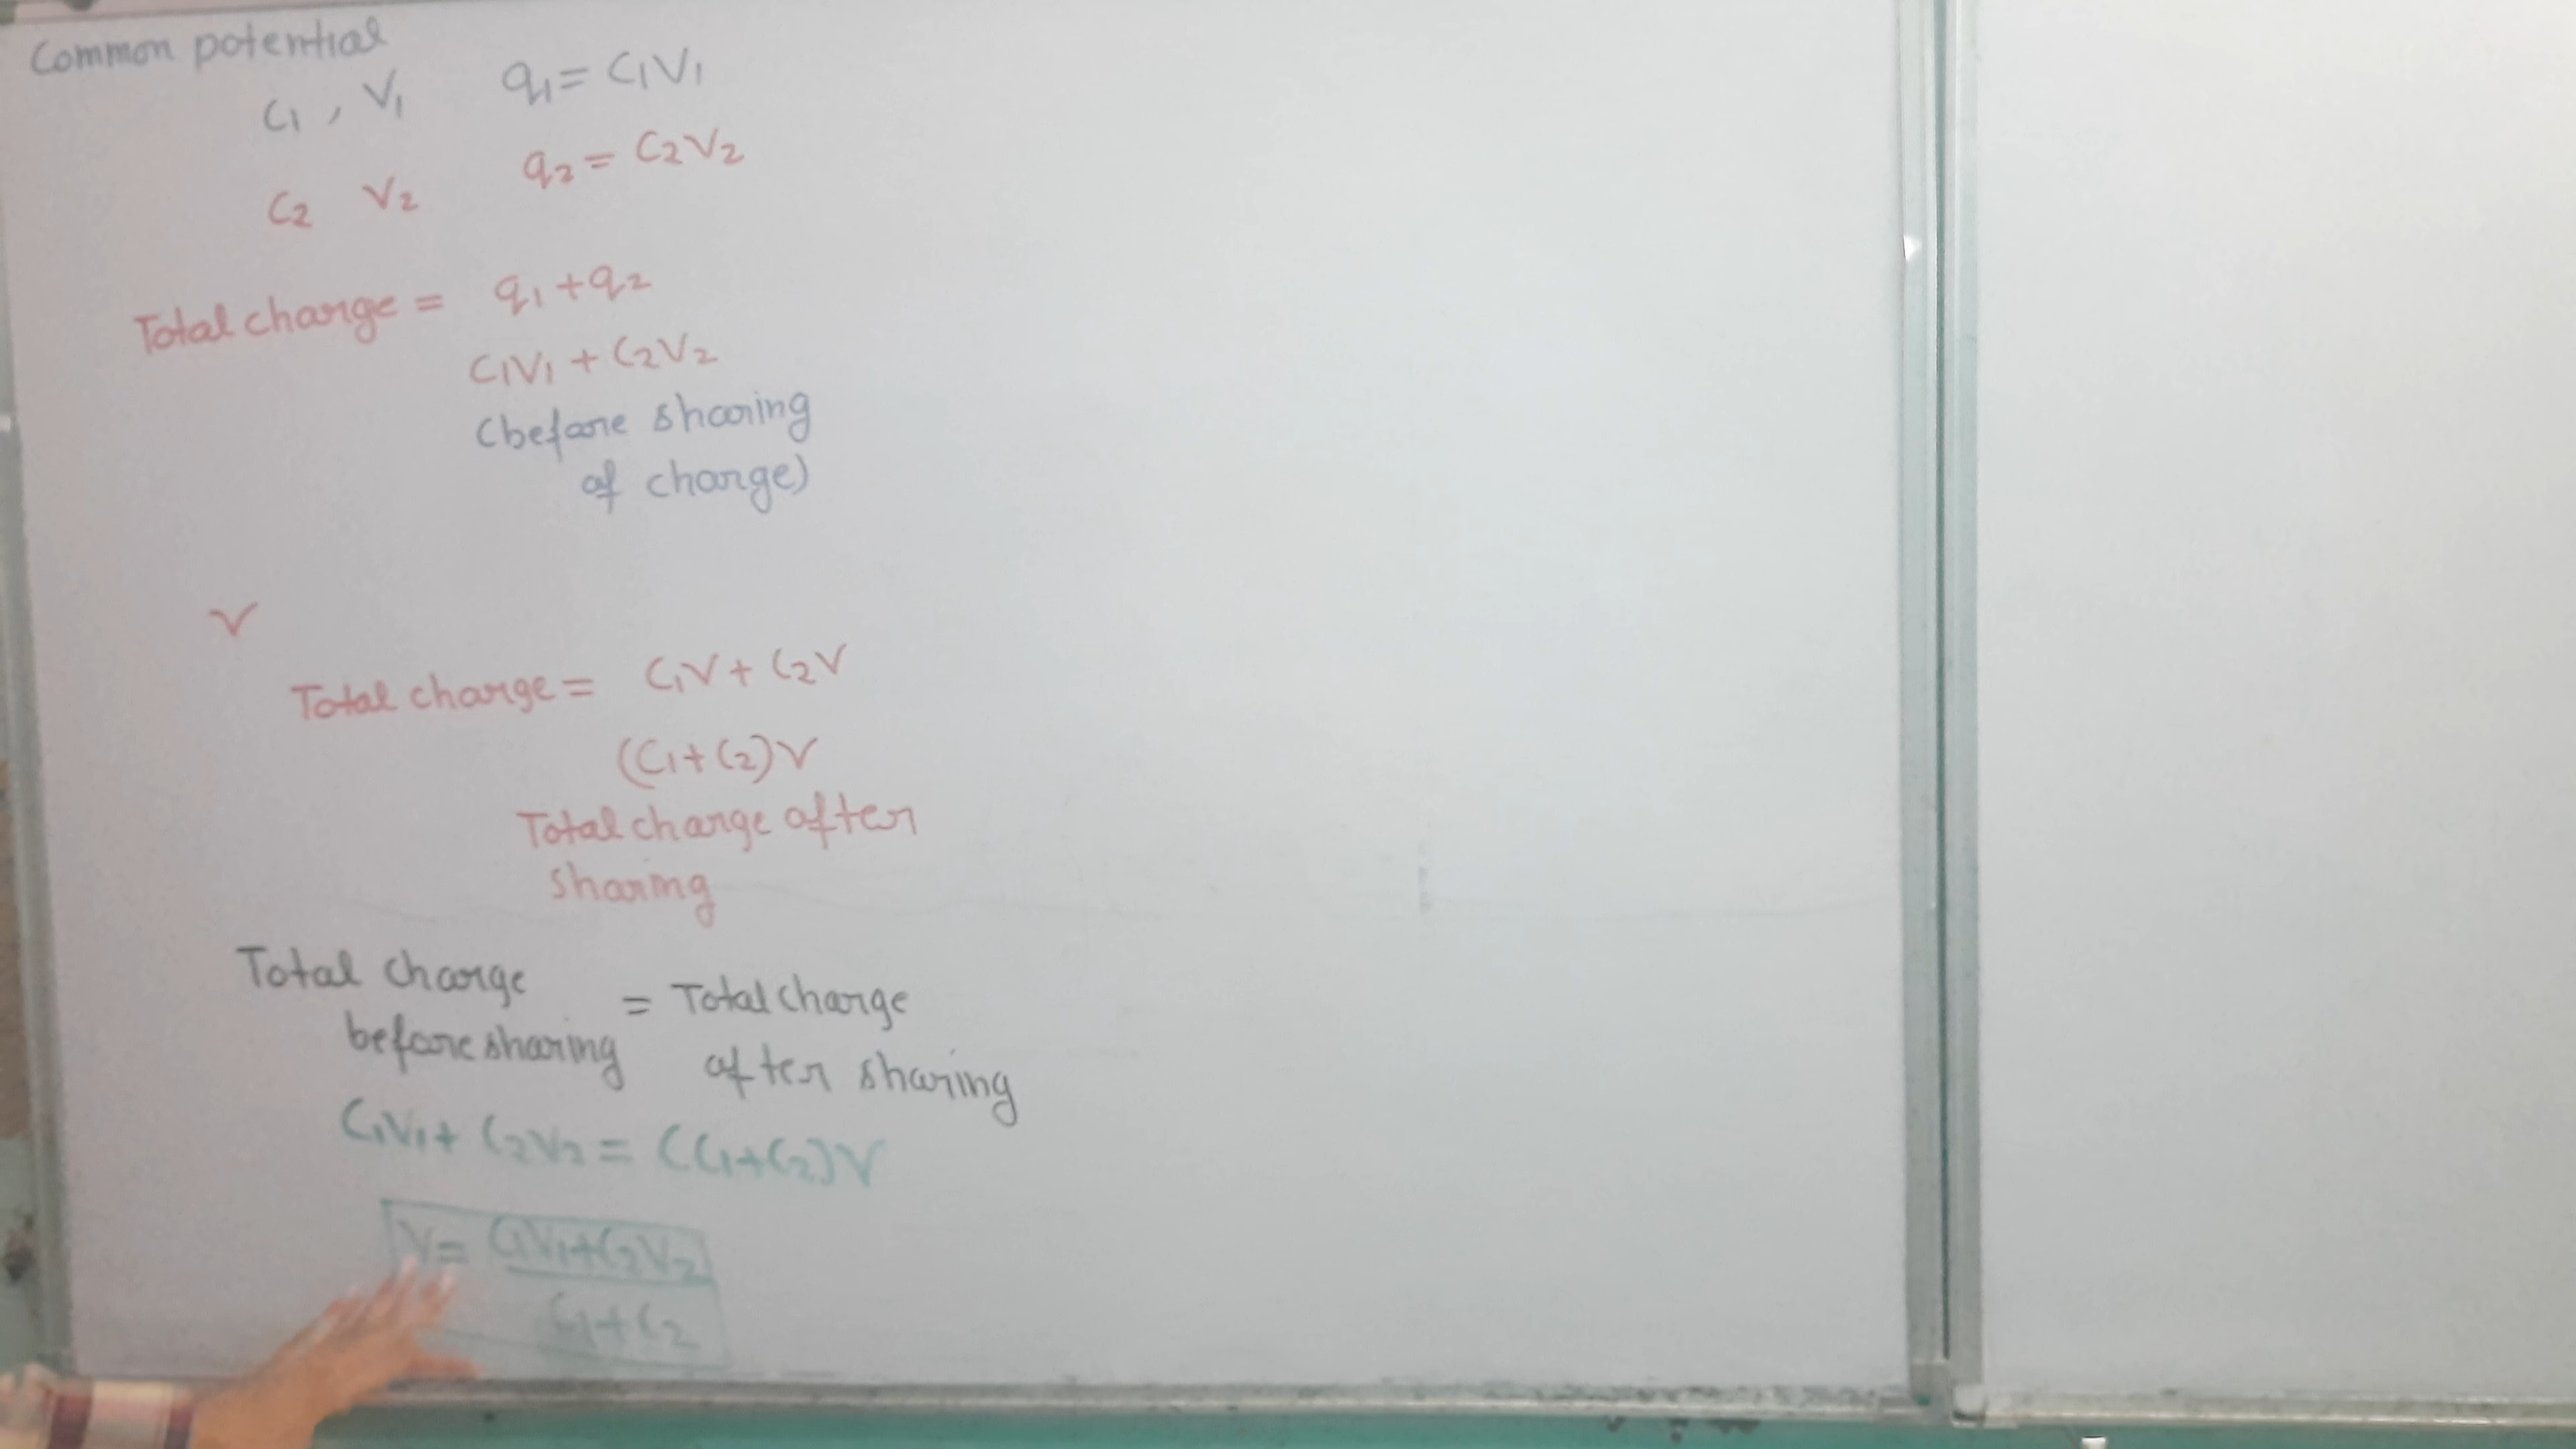 Common potential
C1, V1 q1 = C1V1
C2 V2 q2 = C2V2
Total charge = q1 + q2
C1V1 + C2V2
(before sharing
of charge)
V
Total charge = C1V + C2V
(C1 + C2)V
Total charge after
sharing
Total charge = Total charge
before sharing after sharing
C1V1 + C2V2 = (C1+C2)V
V = C1V1+C2V2
C1+C2